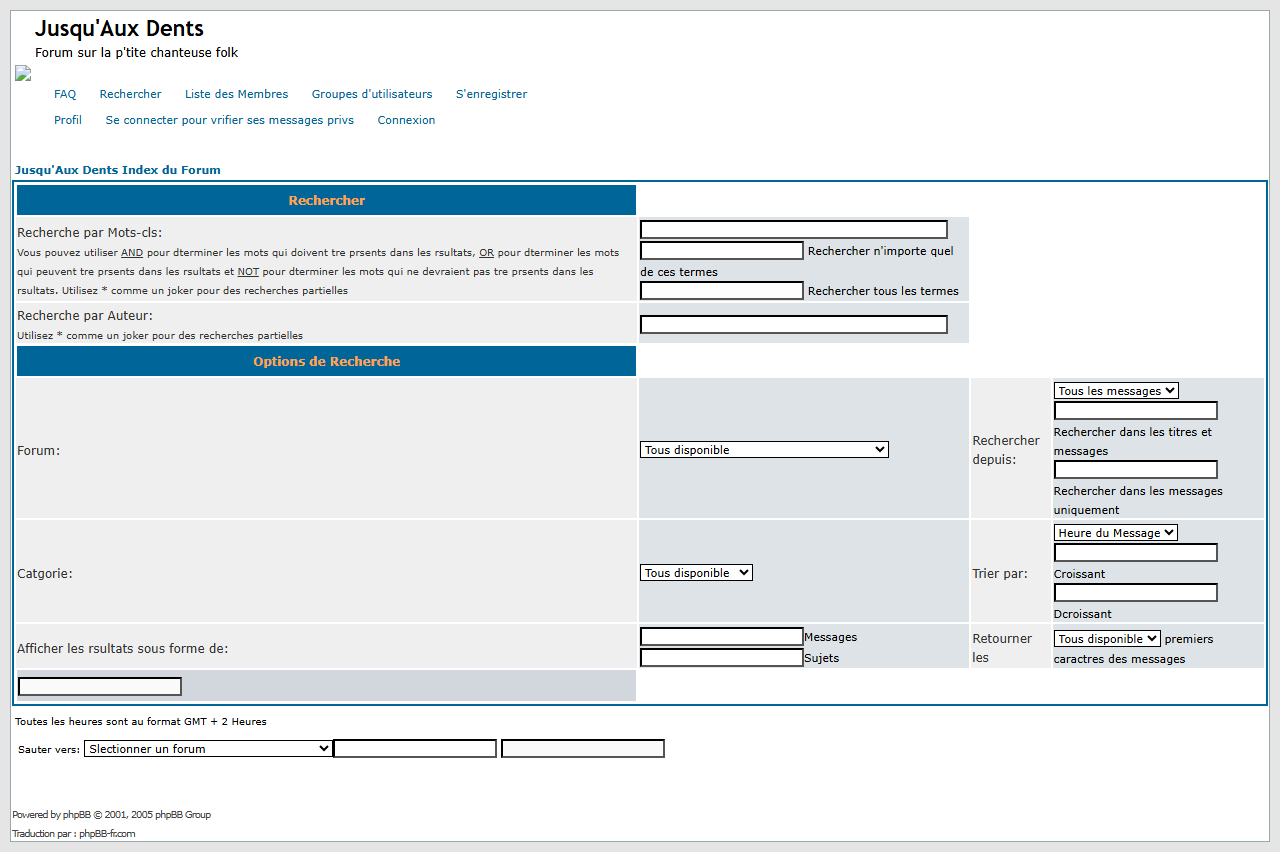 Jusqu'Aux Dents
Forum sur la p'tite chanteuse folk
FAQ Rechercher Liste des Membres Groupes d'utilisateurs S'enregistrer
Profil Se connecter pour vrifier ses messages privs Connexion
Jusqu'Aux Dents Index du Forum
Rechercher
Recherche par Mots-cls:
Vous pouvez utiliser AND pour dterminer les mots qui doivent tre prsents dans les rsultats, OR pour dterminer les mots
qui peuvent tre prsents dans les rsultats et NOT pour dterminer les mots qui ne devraient pas tre prsents dans les
rsultats. Utilisez * comme un joker pour des recherches partielles
Rechercher n'importe quel
de ces termes
Rechercher tous les termes
Recherche par Auteur:
Utilisez * comme un joker pour des recherches partielles
Options de Recherche
Forum:
Tous disponible
Rechercher
depuis:
Tous les messages
Rechercher dans les titres et
messages
Rechercher dans les messages
uniquement
Catgorie:
Tous disponible
Trier par:
Heure du Message
Croissant
Dcroissant
Afficher les rsultats sous forme de:
Messages
Sujets
Retourner
les
Tous disponible premiers
caractres des messages
Toutes les heures sont au format GMT + 2 Heures
Sauter vers: Slectionner un forum
Powered by phpBB © 2001, 2005 phpBB Group
Traduction par : phpBB-fr.com